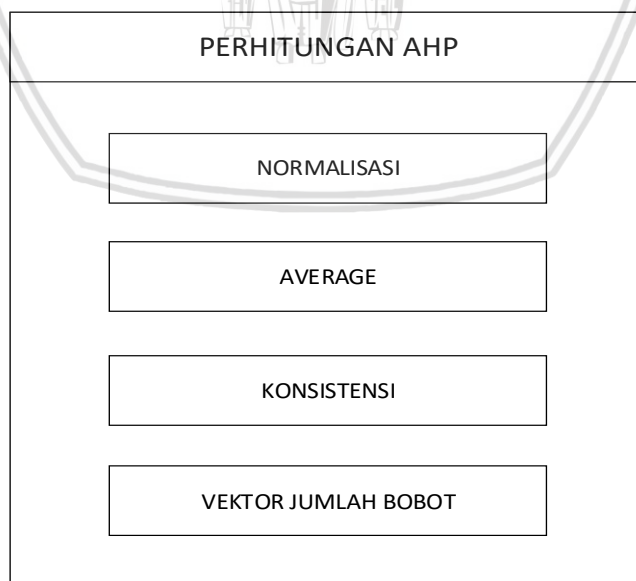 PERHITUNGAN AHP
NORMALISASI
AVERAGE
KONSISTENSI
VEKTOR JUMLAH BOBOT